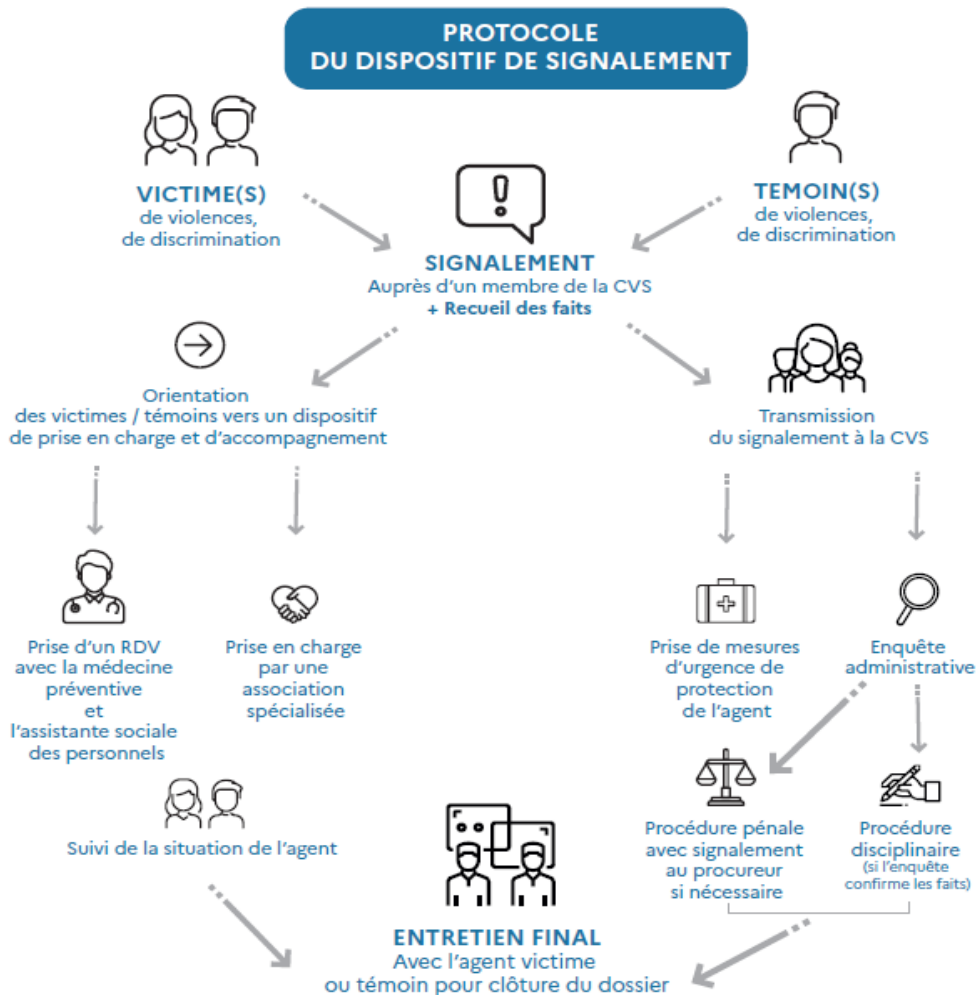 PROTOCOLE
DU DISPOSITIF DE SIGNALEMENT
VICTIME(S)
de violences,
de discrimination
TEMOIN(S)
de violences,
de discrimination
SIGNALEMENT
Auprès d'un membre de la CVS
+ Recueil des faits
Orientation
des victimes / témoins vers un dispositif
de prise en charge et d'accompagnement
Transmission
du signalement à la CVS
Prise d'un RDV
avec la médecine
préventive
et
l'assistante sociale
des personnels
Prise en charge
par une
association
spécialisée
Prise de mesures
d'urgence de
protection
de l'agent
Enquête
administrative
Suivi de la situation de l'agent
Procédure pénale
avec signalement
au procureur
si nécessaire
Procédure
disciplinaire
(si l'enquête
confirme les faits)
ENTRETIEN FINAL
Avec l'agent victime
ou témoin pour clôture du dossier